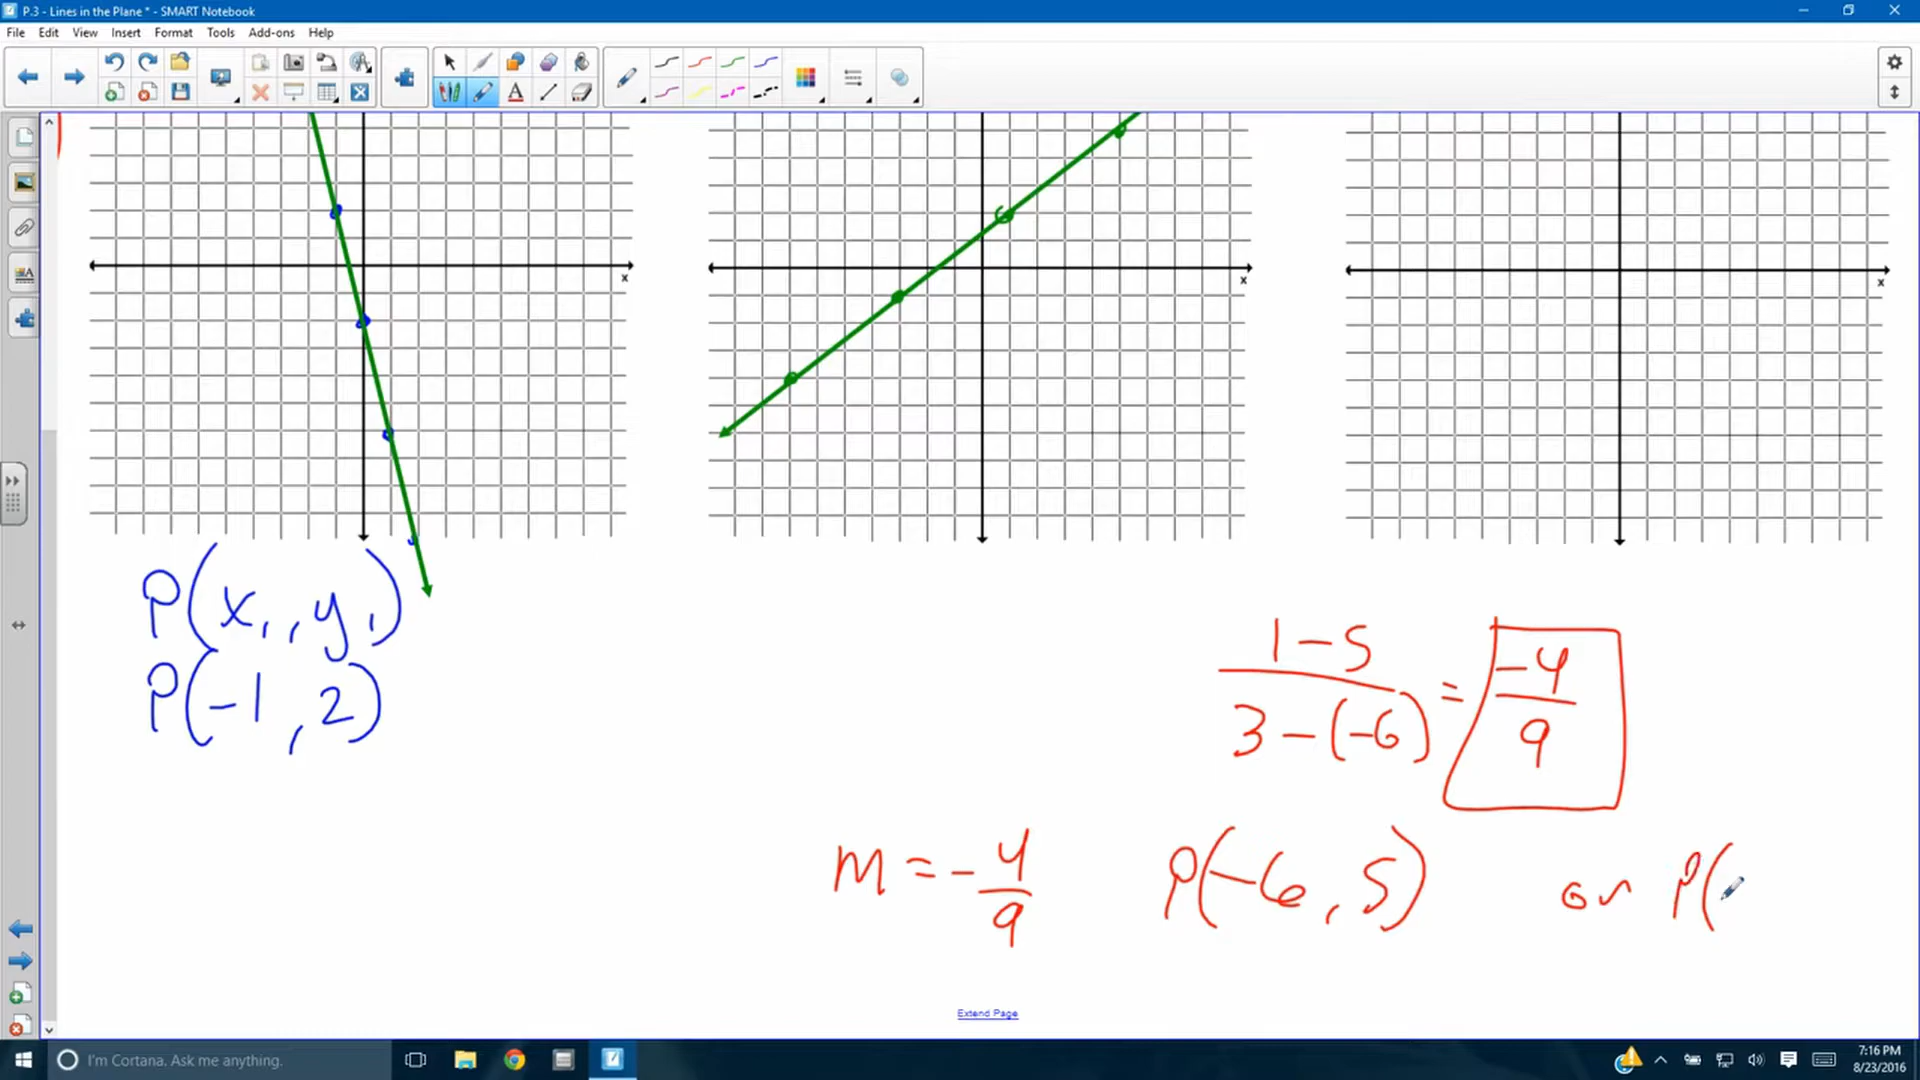 P.3 - Lines in the Plane * - SMART Notebook
File Edit View Insert Format Tools Add-ons Help
A
x
x
x
P(x₁, y₁)
P(-1, 2)
1-5
3-(-6)
=
-4
9
m = -4/9
P(-6, 5)
or P(
Extend Page
I'm Cortana. Ask me anything.
7:16 PM
8/23/2016